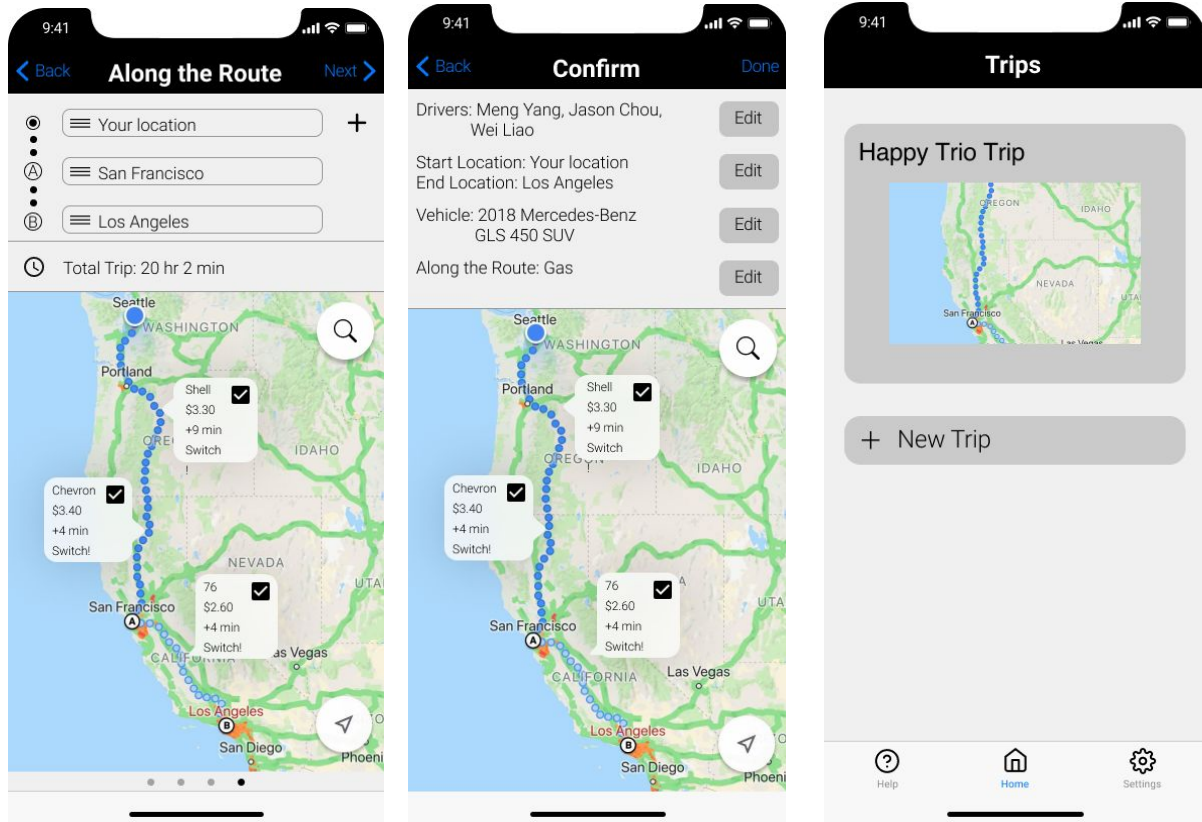 9:41
Back
Along the Route
Next
Your location
A
San Francisco
B
Los Angeles
Total Trip: 20 hr 2 min
Seattle
WASHINGTON
Portland
Shell
$3.30
+9 min
Switch
!
IDAHO
Chevron
$3.40
+4 min
Switch!
NEVADA
76
$2.60
+4 min
Switch!
San Francisco
A
CALIFORNIA
as Vegas
Los Angeles
B
San Diego
Phoeni
9:41
Back
Confirm
Done
Drivers: Meng Yang, Jason Chou,
Wei Liao
Edit
Start Location: Your location
End Location: Los Angeles
Edit
Vehicle: 2018 Mercedes-Benz
GLS 450 SUV
Edit
Along the Route: Gas
Edit
Seattle
WASHINGTON
Portland
Shell
$3.30
+9 min
Switch
!
OREGON
IDAHO
Chevron
$3.40
+4 min
Switch!
76
$2.60
+4 min
Switch!
UTA
San Francisco
A
CALIFORNIA
Las Vegas
Los Angeles
B
San Diego
Phoeni
9:41
Trips
Happy Trio Trip
OREGON
IDAHO
NEVADA
UTA
San Francisco
A
Las Vegas
+ New Trip
Help
Home
Settings